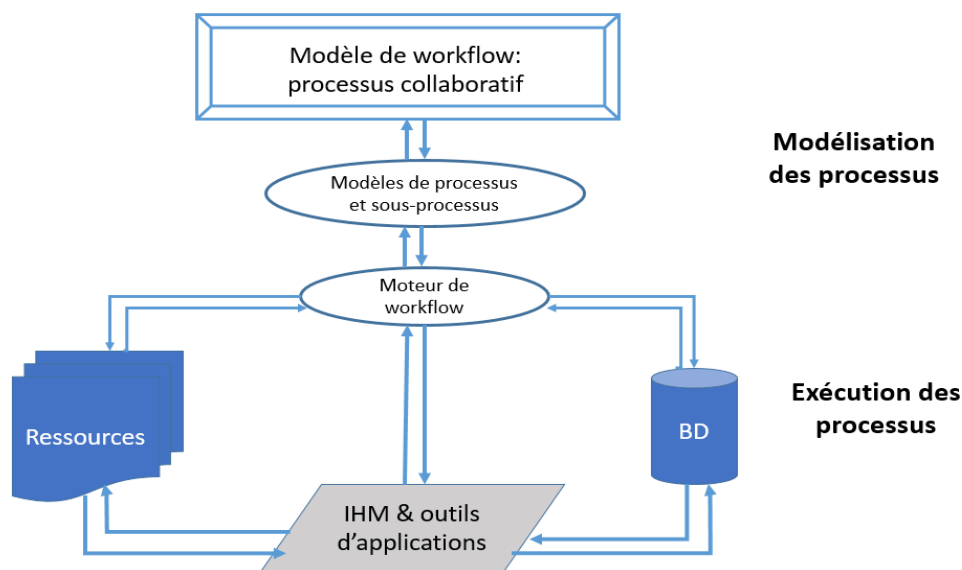 Modèle de workflow:
processus collaboratif
Modélisation
des processus
Modèles de processus
et sous-processus
Moteur de
workflow
Ressources
BD
Exécution des
processus
IHM & outils
d’applications